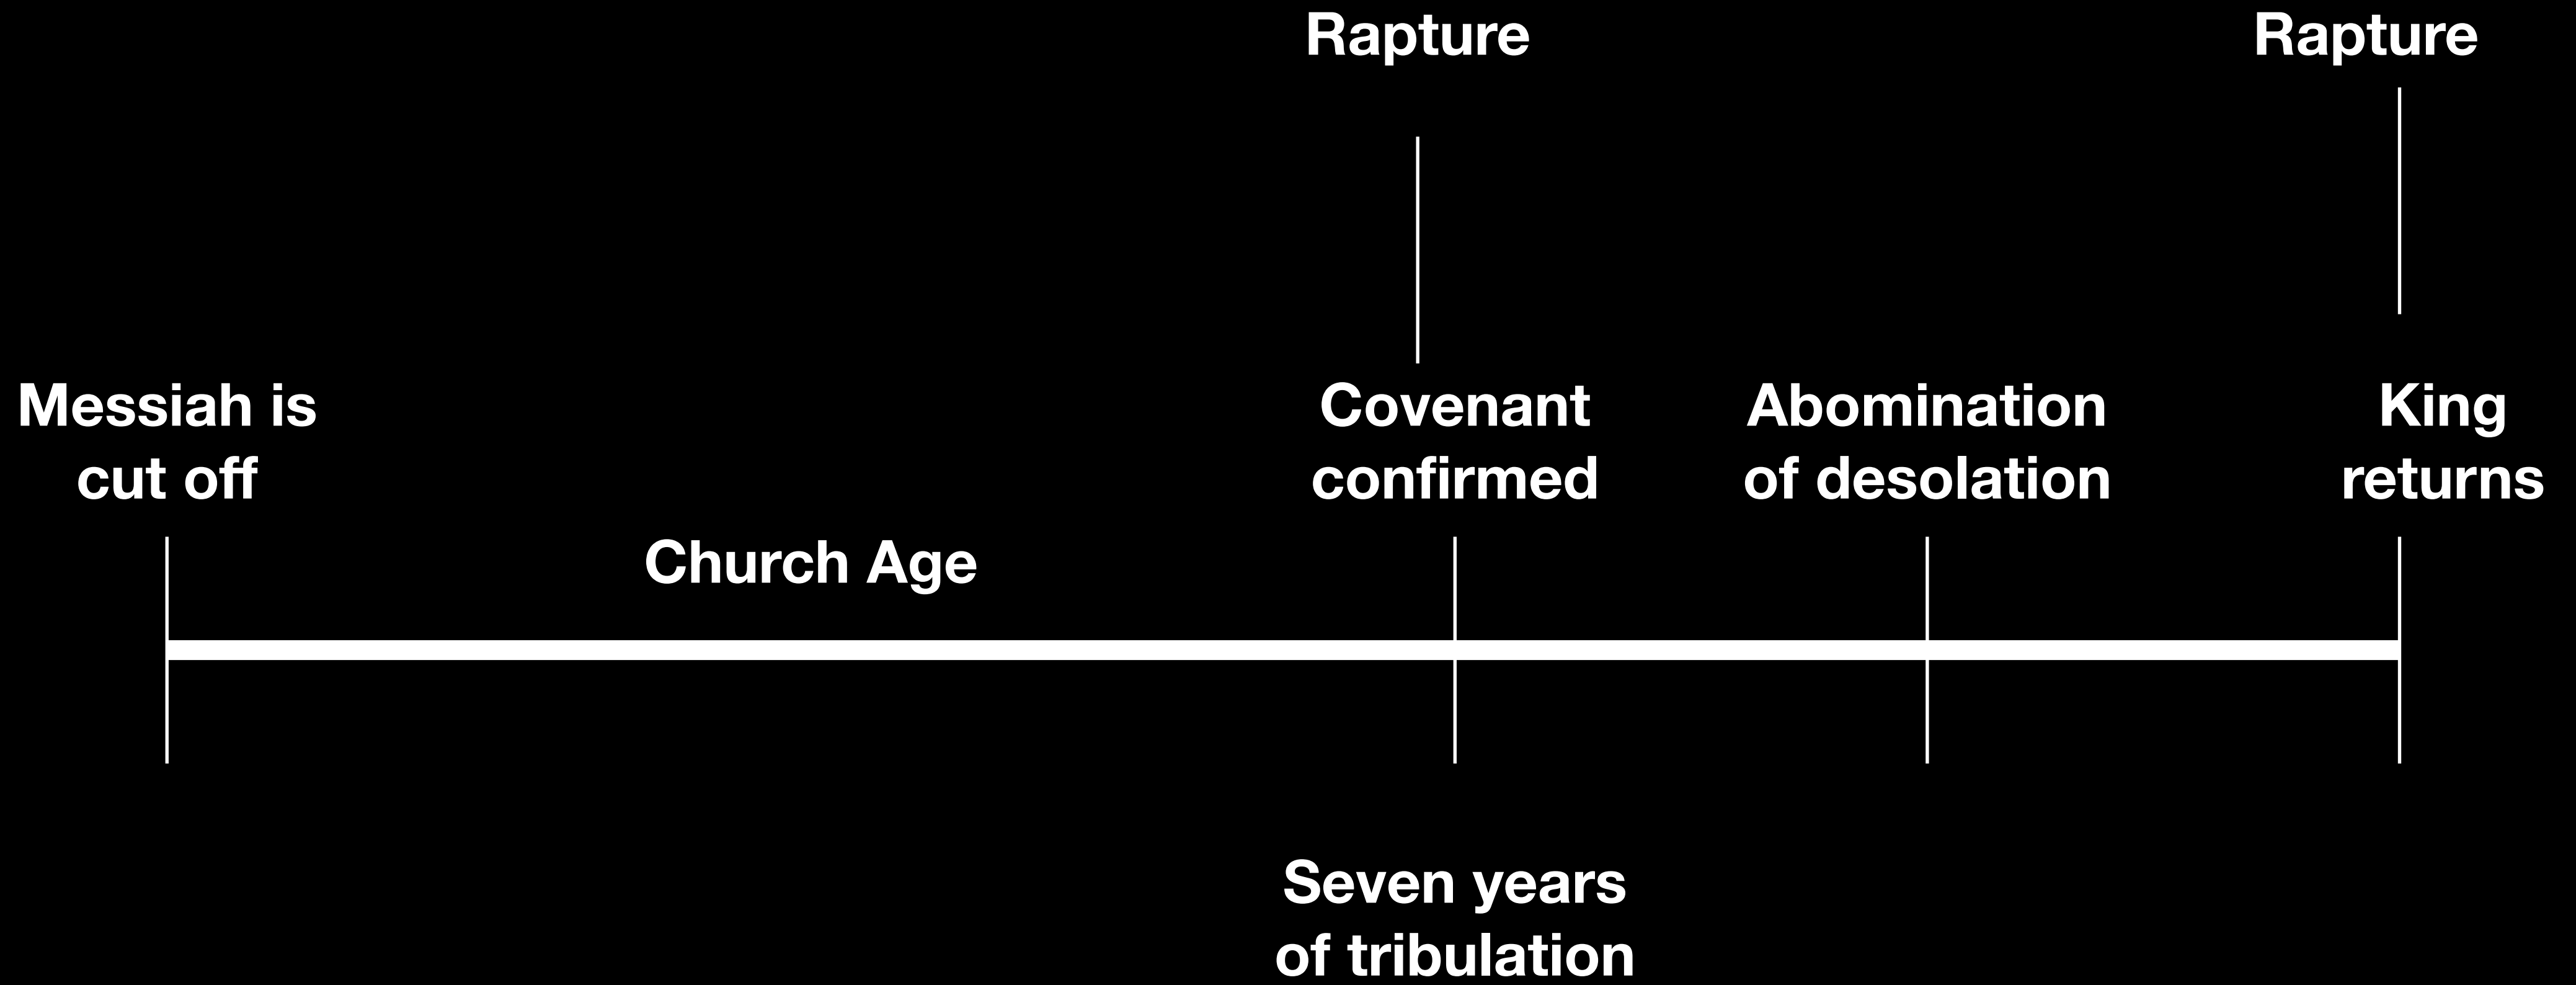 Rapture
Rapture
Messiah is
cut off
Church Age
Covenant
confirmed
Abomination
of desolation
King
returns
Seven years
of tribulation